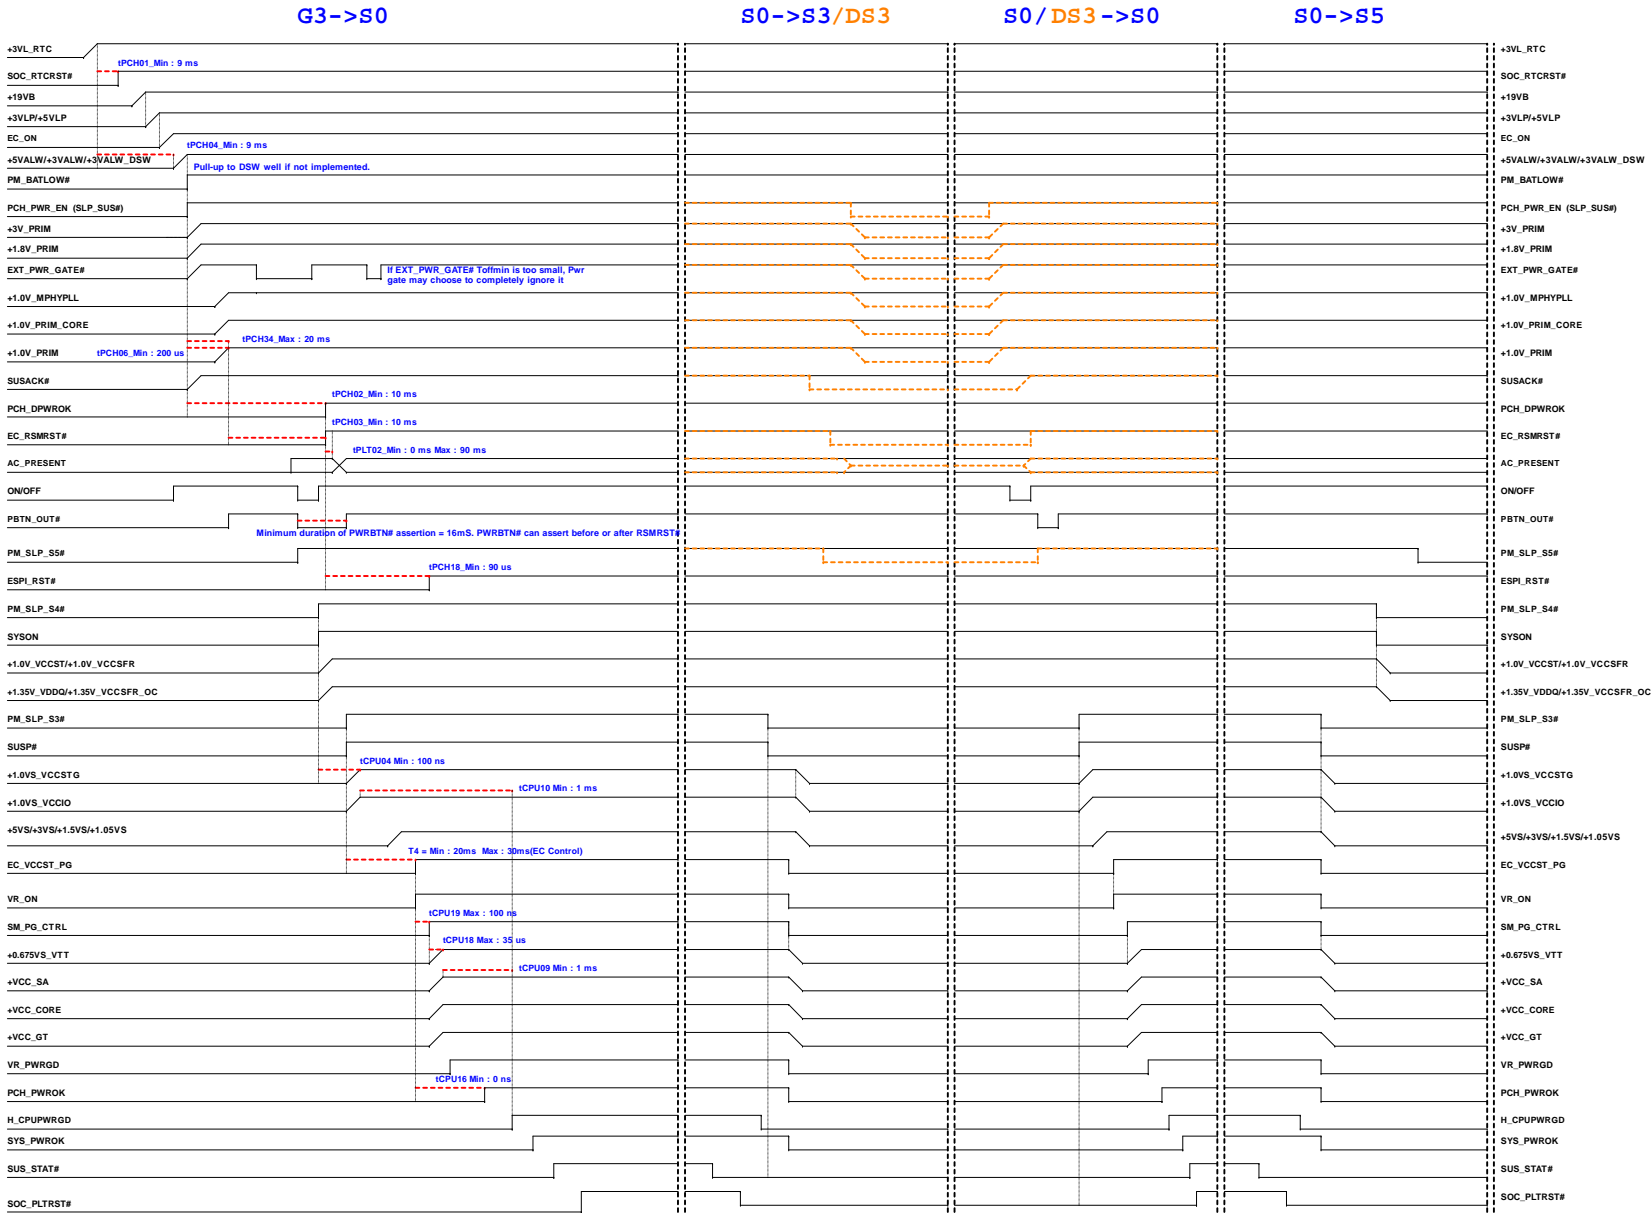 G3->S0 S0->S3/DS3 S0/DS3->S0 S0->S5
+3VL_RTC +3VL_RTC
tPCH01_Min : 9 ms
SOC_RTCRST# SOC_RTCRST#
+19VB +19VB
+3VLP/+5VLP +3VLP/+5VLP
EC_ON EC_ON
tPCH04_Min : 9 ms
+5VALW/+3VALW/+3VALW_DSW +5VALW/+3VALW/+3VALW_DSW
Pull-up to DSW well if not implemented.
PM_BATLOW# PM_BATLOW#
PCH_PWR_EN (SLP_SUS#) PCH_PWR_EN (SLP_SUS#)
+3V_PRIM +3V_PRIM
+1.8V_PRIM +1.8V_PRIM
EXT_PWR_GATE# If EXT_PWR_GATE# Toffmin is too small, Pwr EXT_PWR_GATE#
gate may choose to completely ignore it
+1.0V_MPHYPLL +1.0V_MPHYPLL
+1.0V_PRIM_CORE +1.0V_PRIM_CORE
tPCH34_Max : 20 ms
+1.0V_PRIM tPCH06_Min : 200 us +1.0V_PRIM
SUSACK# SUSACK#
tPCH02_Min : 10 ms
PCH_DPWROK PCH_DPWROK
tPCH03_Min : 10 ms
EC_RSMRST# EC_RSMRST#
tPLT02_Min : 0 ms Max : 90 ms
AC_PRESENT AC_PRESENT
ON/OFF ON/OFF
PBTN_OUT# PBTN_OUT#
Minimum duration of PWRBTN# assertion = 16mS. PWRBTN# can assert before or after RSMRST#
PM_SLP_S5# PM_SLP_S5#
tPCH18_Min : 90 us
ESPI_RST# ESPI_RST#
PM_SLP_S4# PM_SLP_S4#
SYSON SYSON
+1.0V_VCCST/+1.0V_VCCSFR +1.0V_VCCST/+1.0V_VCCSFR
+1.35V_VDDQ/+1.35V_VCCSFR_OC +1.35V_VDDQ/+1.35V_VCCSFR_OC
PM_SLP_S3# PM_SLP_S3#
SUSP# SUSP#
tCPU04 Min : 100 ns
+1.0VS_VCCSTG +1.0VS_VCCSTG
tCPU10 Min : 1 ms
+1.0VS_VCCIO +1.0VS_VCCIO
+5VS/+3VS/+1.5VS/+1.05VS +5VS/+3VS/+1.5VS/+1.05VS
T4 = Min : 20ms Max : 30ms(EC Control)
EC_VCCST_PG EC_VCCST_PG
VR_ON VR_ON
tCPU19 Max : 100 ns
SM_PG_CTRL SM_PG_CTRL
tCPU18 Max : 35 us
+0.675VS_VTT +0.675VS_VTT
tCPU09 Min : 1 ms
+VCC_SA +VCC_SA
+VCC_CORE +VCC_CORE
+VCC_GT +VCC_GT
VR_PWRGD VR_PWRGD
tCPU16 Min : 0 ns
PCH_PWROK PCH_PWROK
H_CPUPWRGD H_CPUPWRGD
SYS_PWROK SYS_PWROK
SUS_STAT# SUS_STAT#
SOC_PLTRST# SOC_PLTRST#